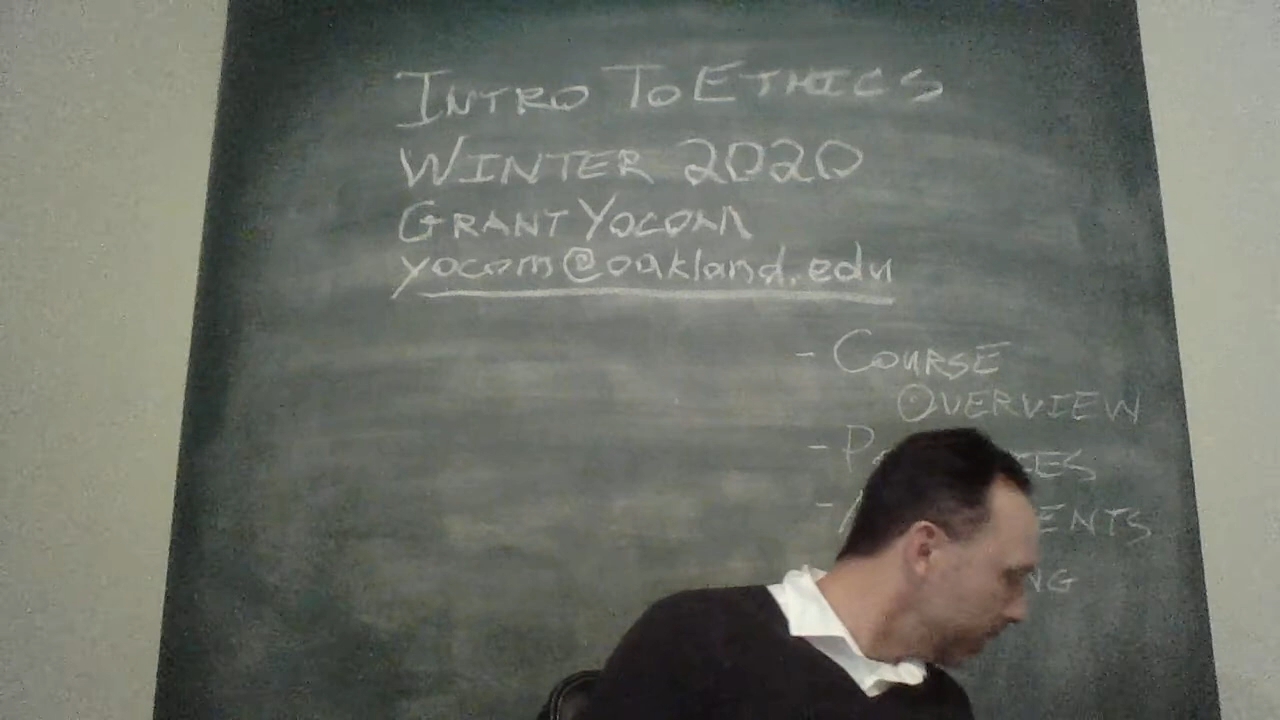 INTRO TO ETHICS
WINTER 2020
GRANT YOCOM
yocom@oakland.edu
- COURSE
OVERVIEW
-
-